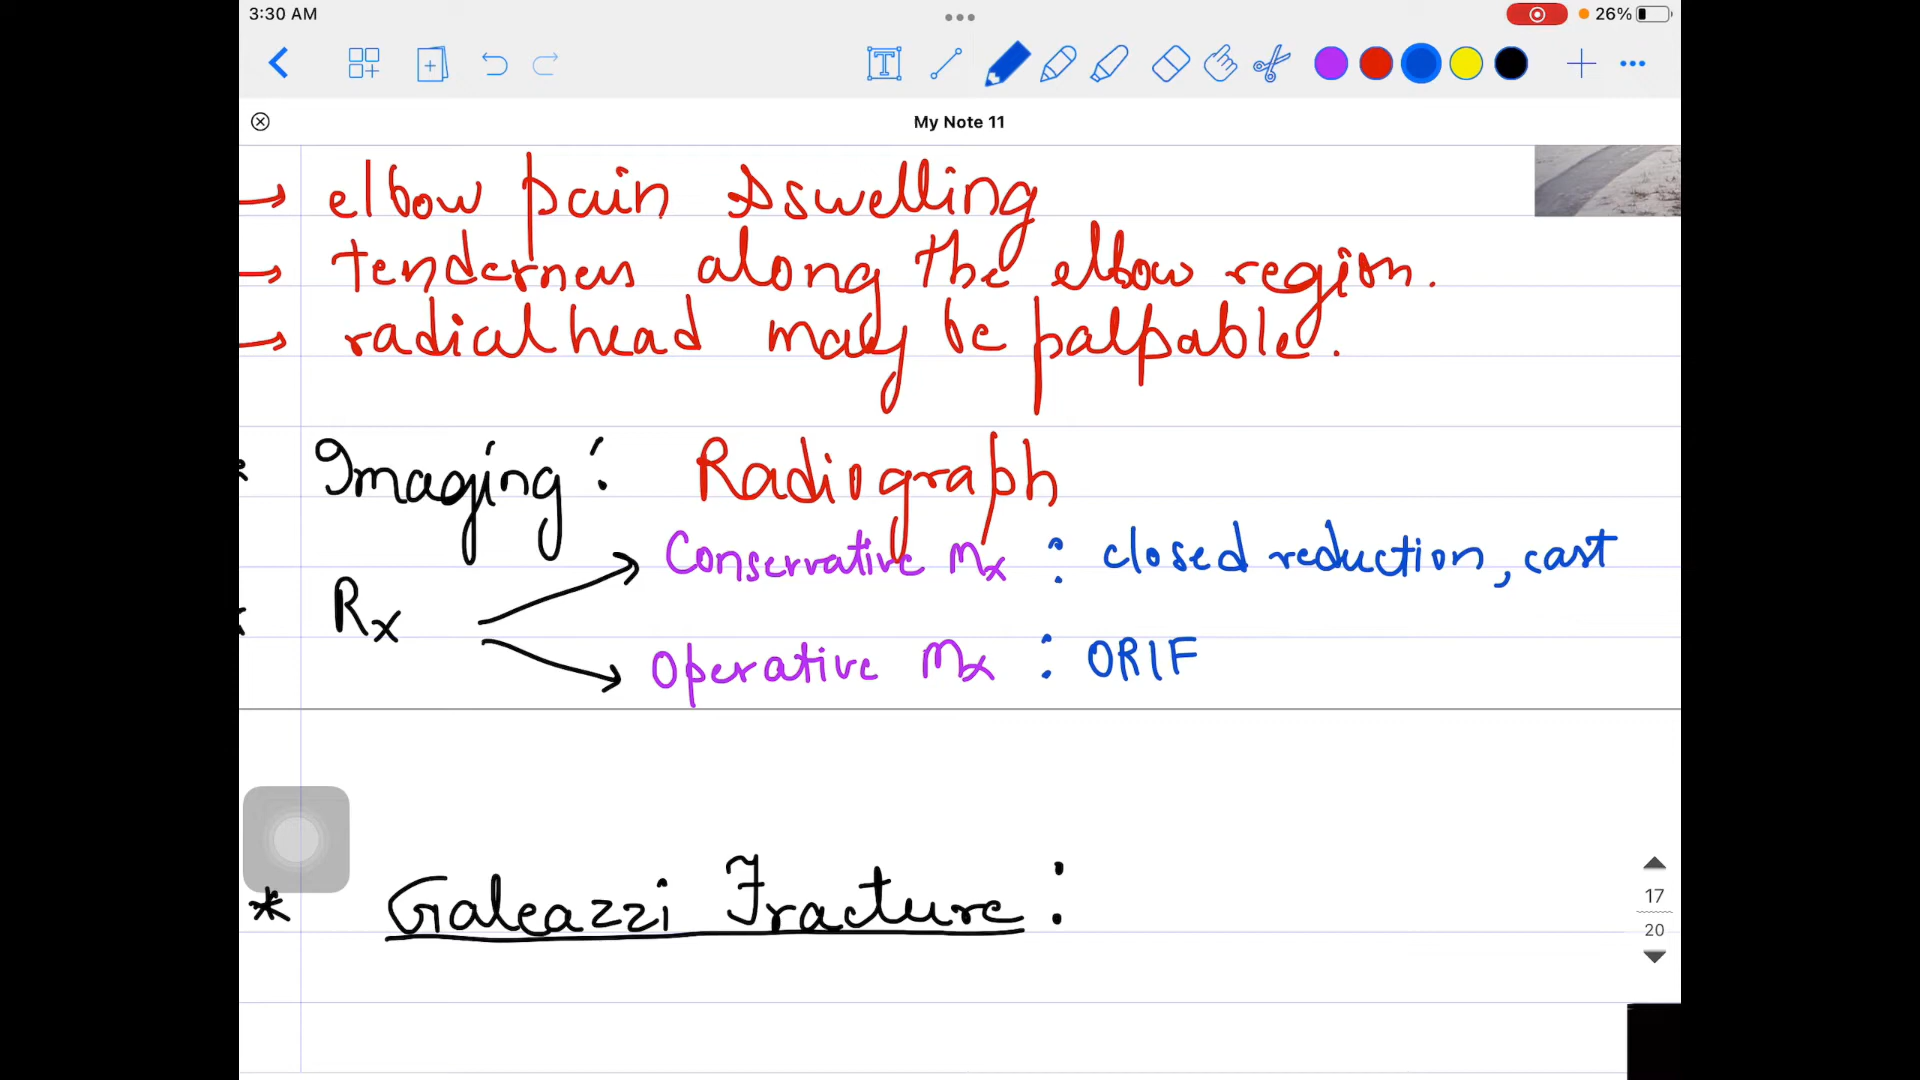 3:30 AM
26%
My Note 11
→ elbow pain & swelling
→ tenderness along the elbow region.
→ radial head may be palpable.
Imaging: Radiograph
Conservative Mx : closed reduction, cast
Rx
Operative Mx : ORIF
* Galeazzi Fracture :
17
20